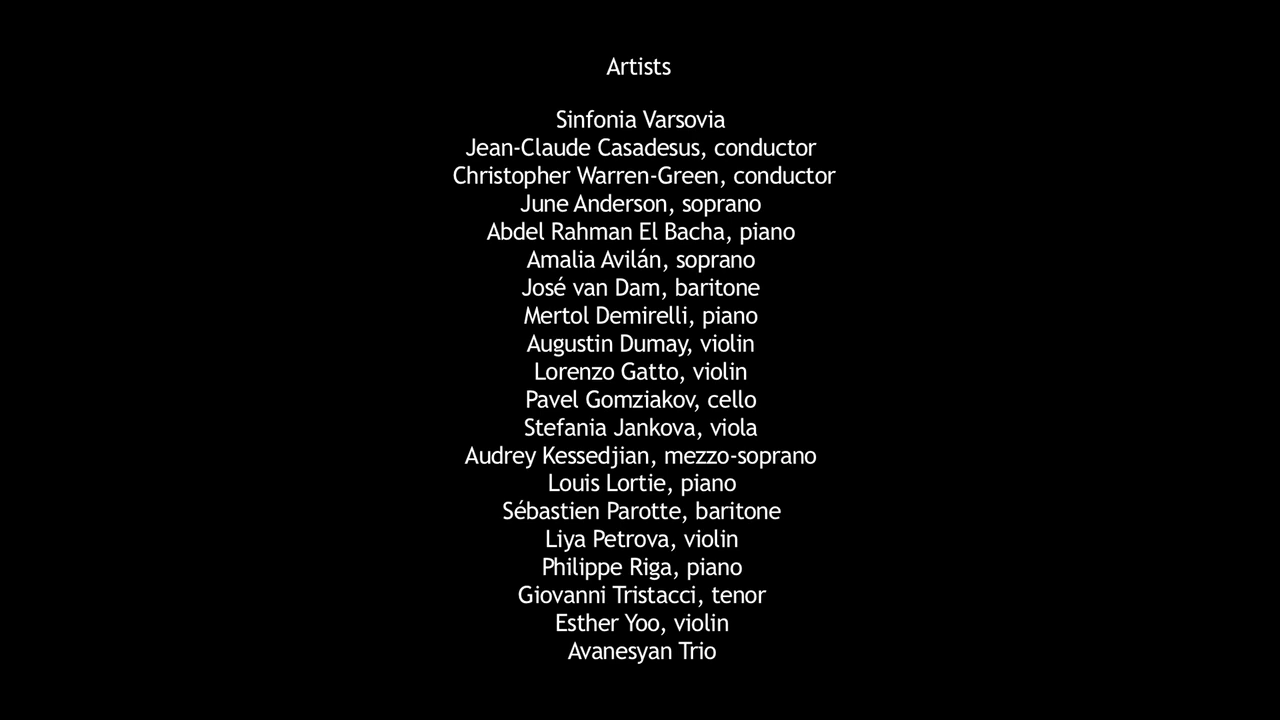 Artists
Sinfonia Varsovia
Jean-Claude Casadesus, conductor
Christopher Warren-Green, conductor
June Anderson, soprano
Abdel Rahman El Bacha, piano
Amalia Avilán, soprano
José van Dam, baritone
Mertol Demirelli, piano
Augustin Dumay, violin
Lorenzo Gatto, violin
Pavel Gomziakov, cello
Stefania Jankova, viola
Audrey Kessedjian, mezzo-soprano
Louis Lortie, piano
Sébastien Parotte, baritone
Liya Petrova, violin
Philippe Riga, piano
Giovanni Tristacci, tenor
Esther Yoo, violin
Avanesyan Trio